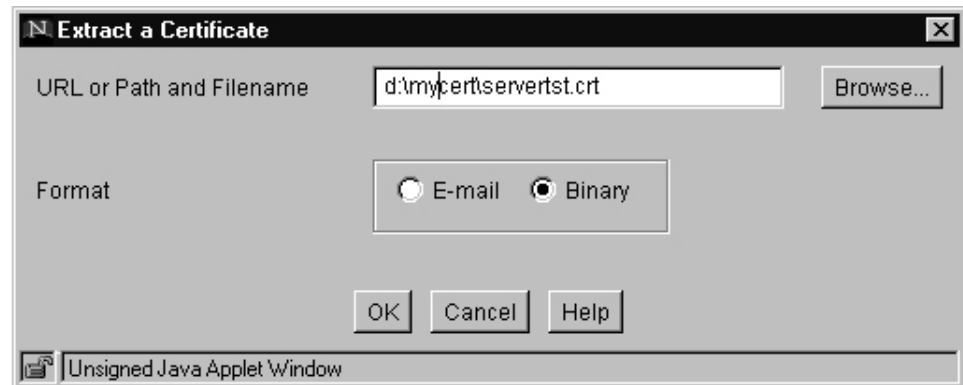 N Extract a Certificate
URL or Path and Filename d:\mycert\servertst.crt Browse...
Format E-mail Binary
OK Cancel Help
Unsigned Java Applet Window